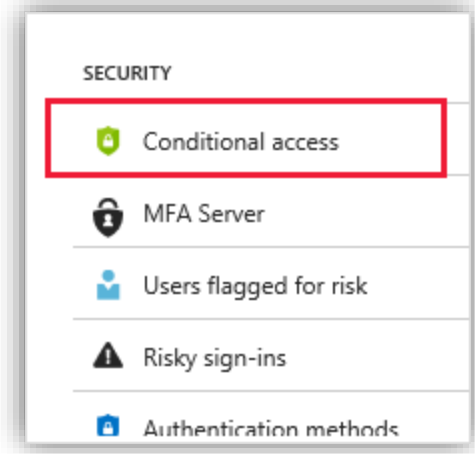 SECURITY
Conditional access
MFA Server
Users flagged for risk
Risky sign-ins
Authentication methods